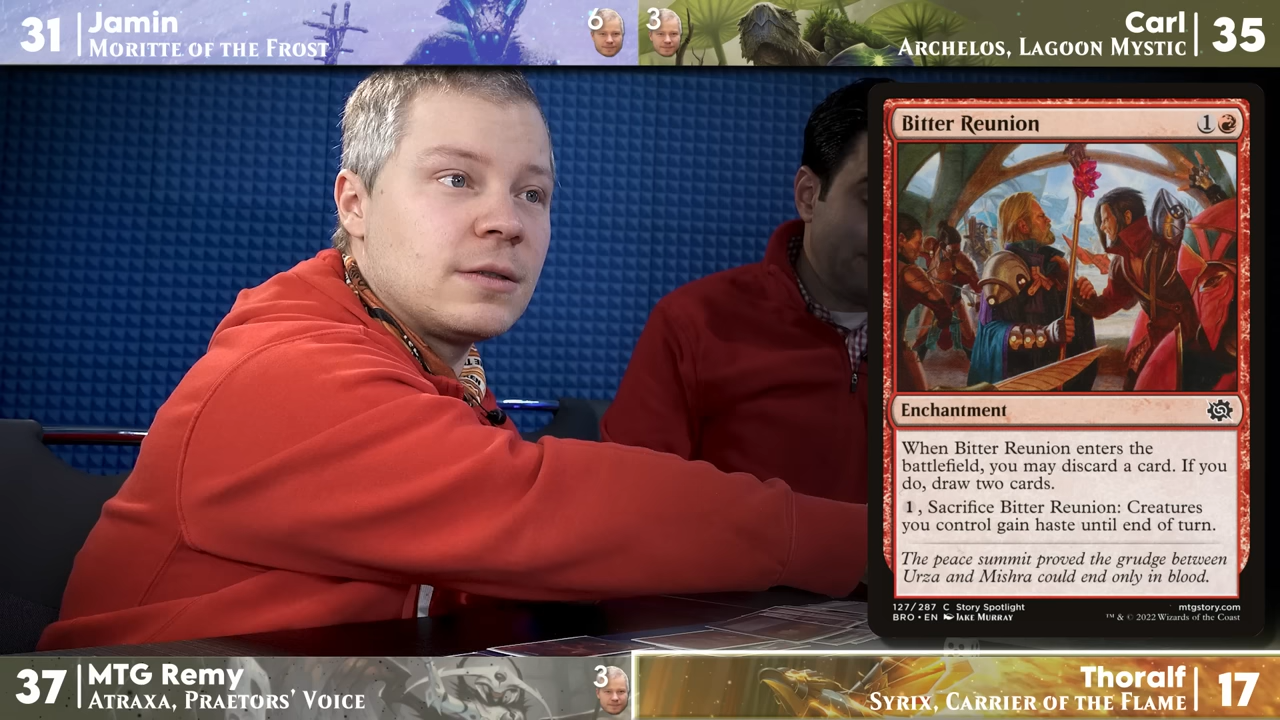 31
Jamin
Moritte of the Frost
6
3
Carl
Archelos, Lagoon Mystic
35
Bitter Reunion
1
Enchantment
When Bitter Reunion enters the
battlefield, you may discard a card. If you
do, draw two cards.
1, Sacrifice Bitter Reunion: Creatures
you control gain haste until end of turn.
The peace summit proved the grudge between
Urza and Mishra could end only in blood.
127/287 C Story Spotlight
mtgstory.com
BRO • EN Jake Murray
™ & © 2022 Wizards of the Coast
37
MTG Remy
Atraxa, Praetors' Voice
3
Thoralf
Syrix, Carrier of the Flame
17